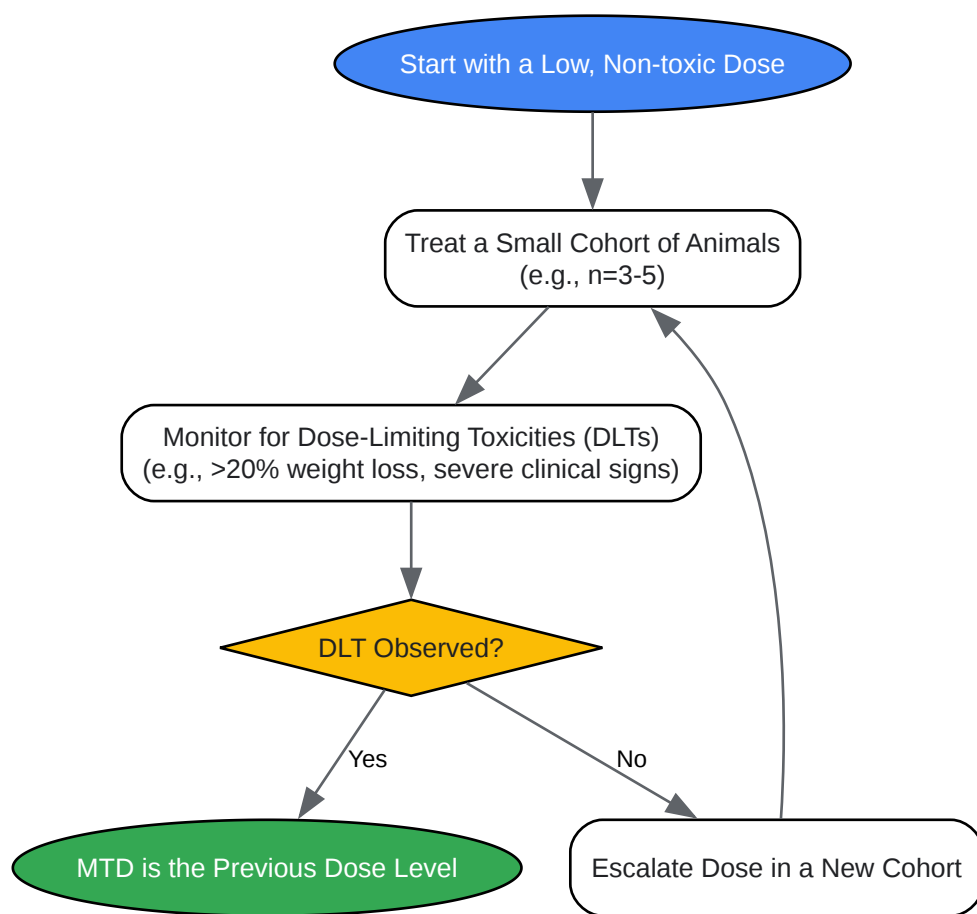 Start with a Low, Non-toxic Dose
Treat a Small Cohort of Animals
(e.g., n=3-5)
Monitor for Dose-Limiting Toxicities (DLTs)
(e.g., >20% weight loss, severe clinical signs)
DLT Observed?
Yes
No
MTD is the Previous Dose Level
Escalate Dose in a New Cohort